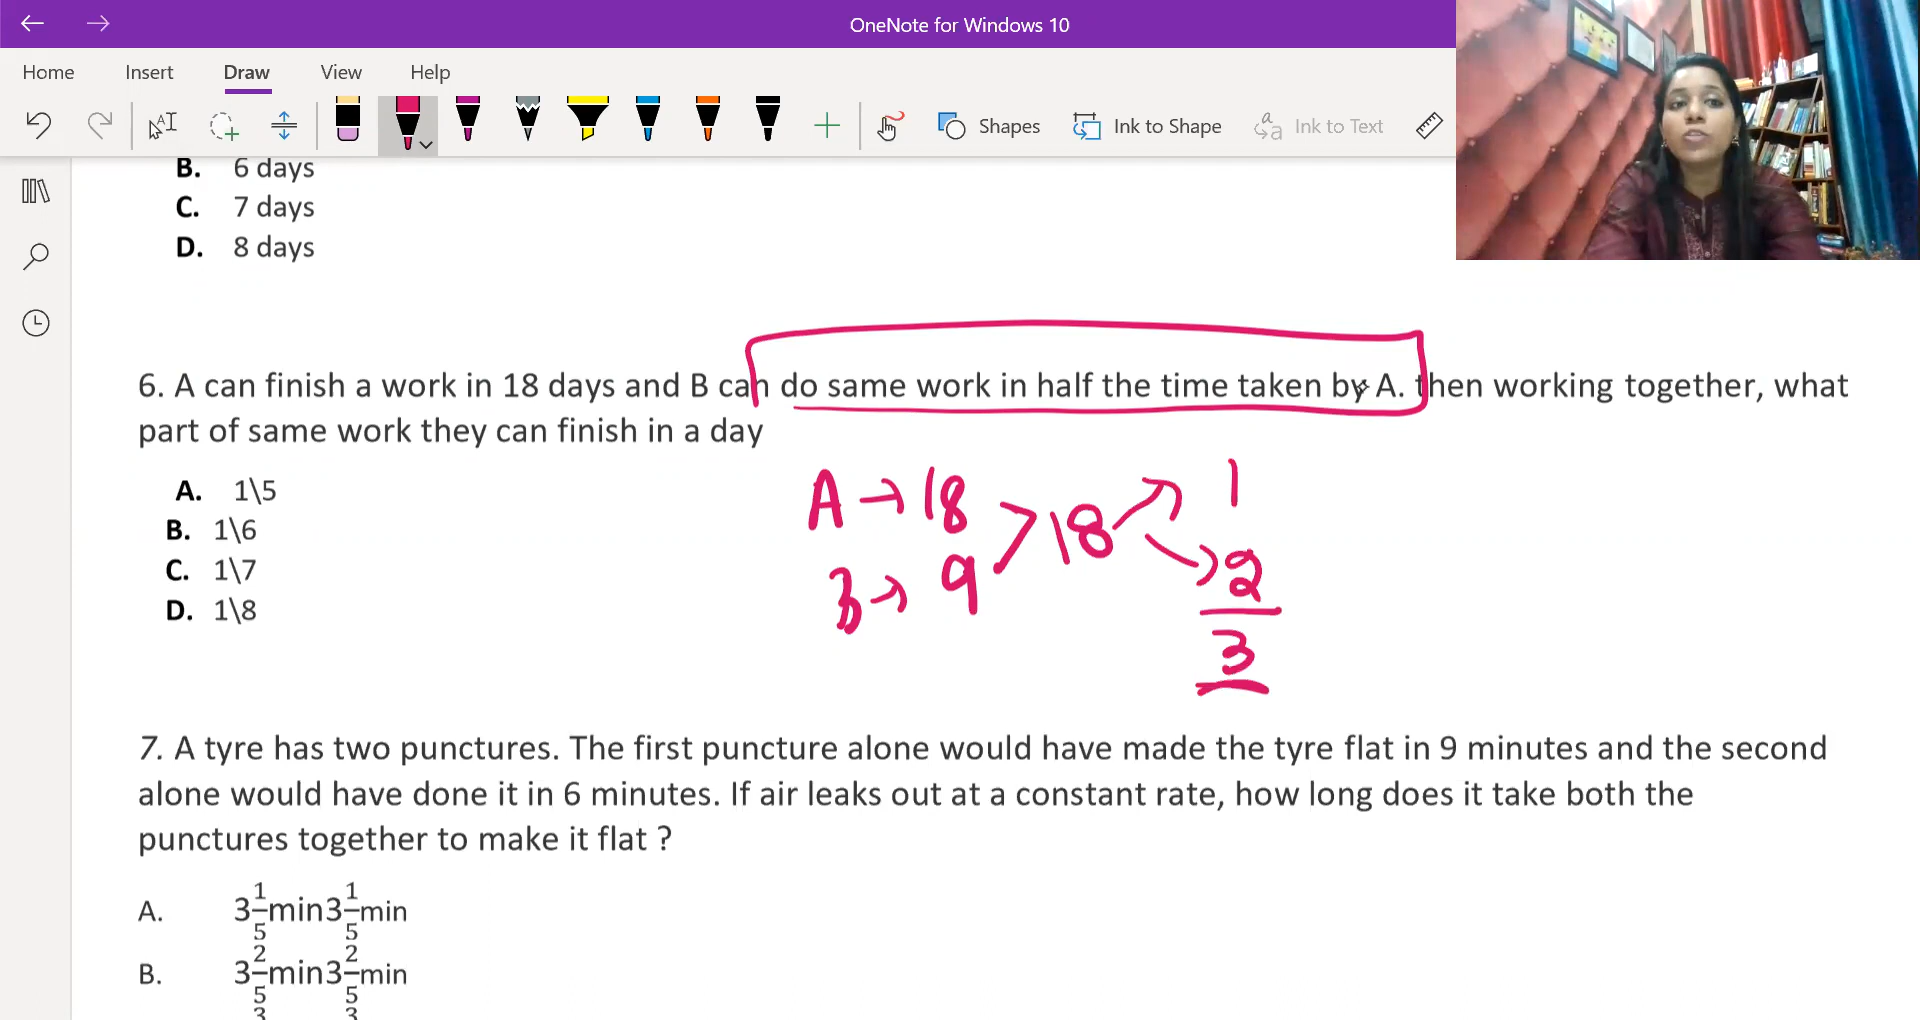 OneNote for Windows 10
Home Insert Draw View Help
Shapes Ink to Shape Ink to Text
B. 6 days
C. 7 days
D. 8 days
6. A can finish a work in 18 days and B can do same work in half the time taken by A. then working together, what
part of same work they can finish in a day
A. 1\5
B. 1\6
C. 1\7
D. 1\8
A → 18
B → 9
> 18
→ 1
→ 2
3
7. A tyre has two punctures. The first puncture alone would have made the tyre flat in 9 minutes and the second
alone would have done it in 6 minutes. If air leaks out at a constant rate, how long does it take both the
punctures together to make it flat ?
A. 3 1/5 min3 1/5 min
B. 3 2/5 min3 2/5 min
3 3